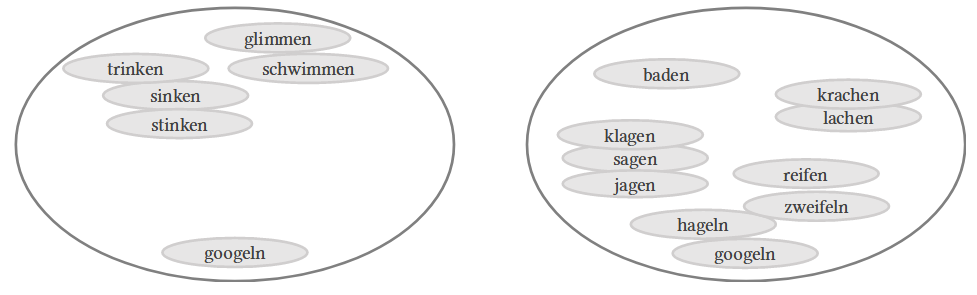 glimmen
trinken
schwimmen
sinken
stinken
googeln
baden
krachen
lachen
klagen
sagen
jagen
reifen
zweifeln
hageln
googeln